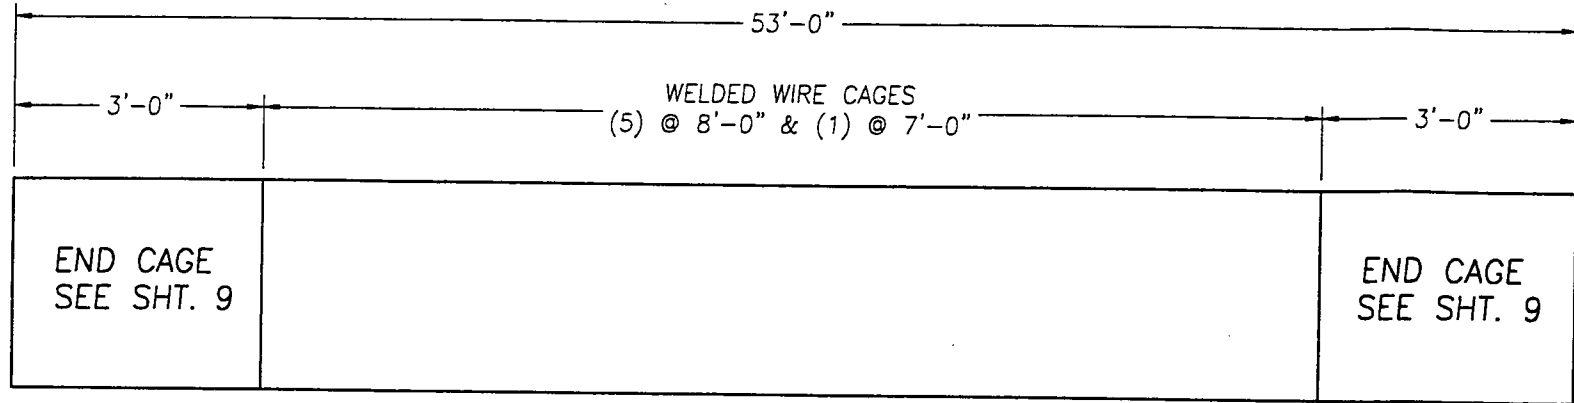 53'-0"
3'-0"
WELDED WIRE CAGES
(5) @ 8'-0" & (1) @ 7'-0"
3'-0"
END CAGE
SEE SHT. 9
END CAGE
SEE SHT. 9